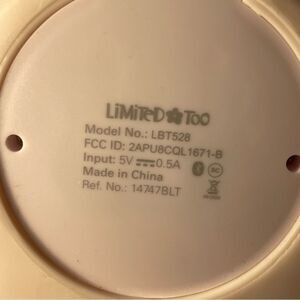 LiMiTeD TOO
Model No.: LBT528
FCC ID: 2APU8CQL1671-B
Input: 5V⎓0.5A
Made in China
Ref. No.: 14747BLT